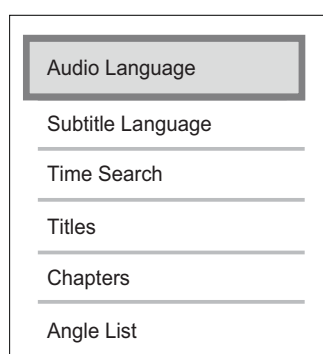 Audio Language
Subtitle Language
Time Search
Titles
Chapters
Angle List